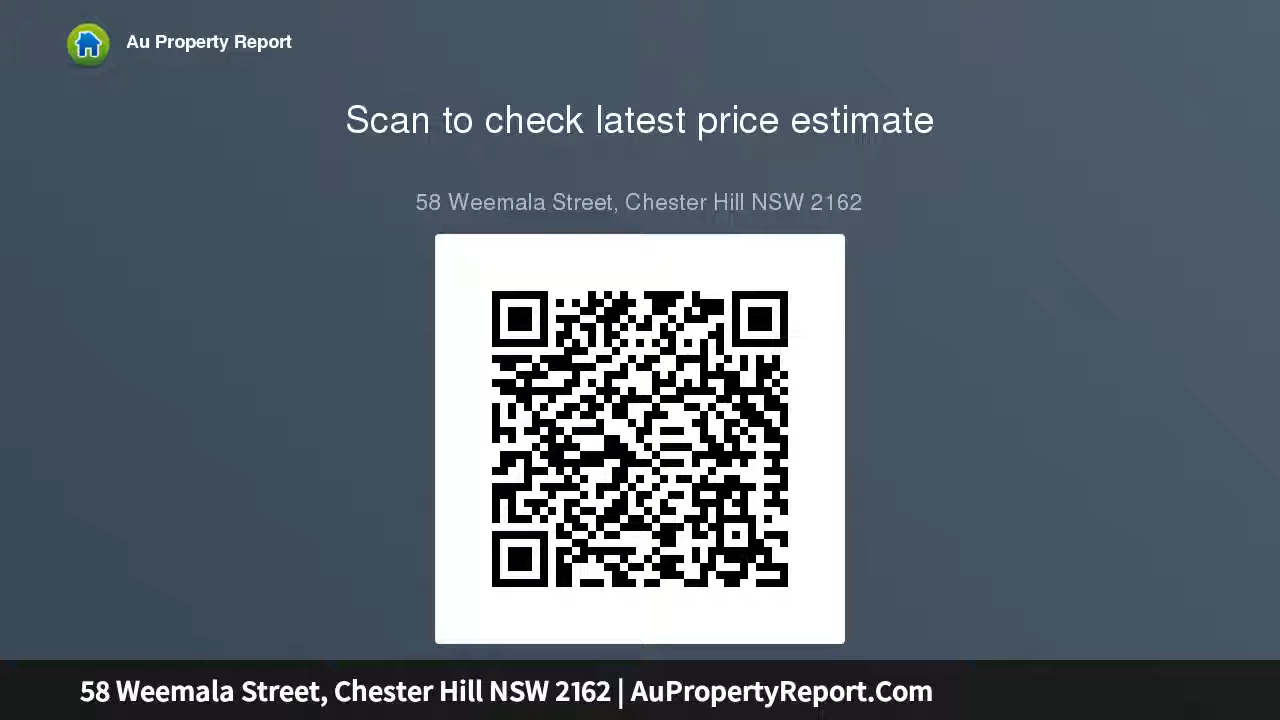 Au Property Report
Scan to check latest price estimate
58 Weemala Street, Chester Hill NSW 2162
58 Weemala Street, Chester Hill NSW 2162 | AuPropertyReport.Com